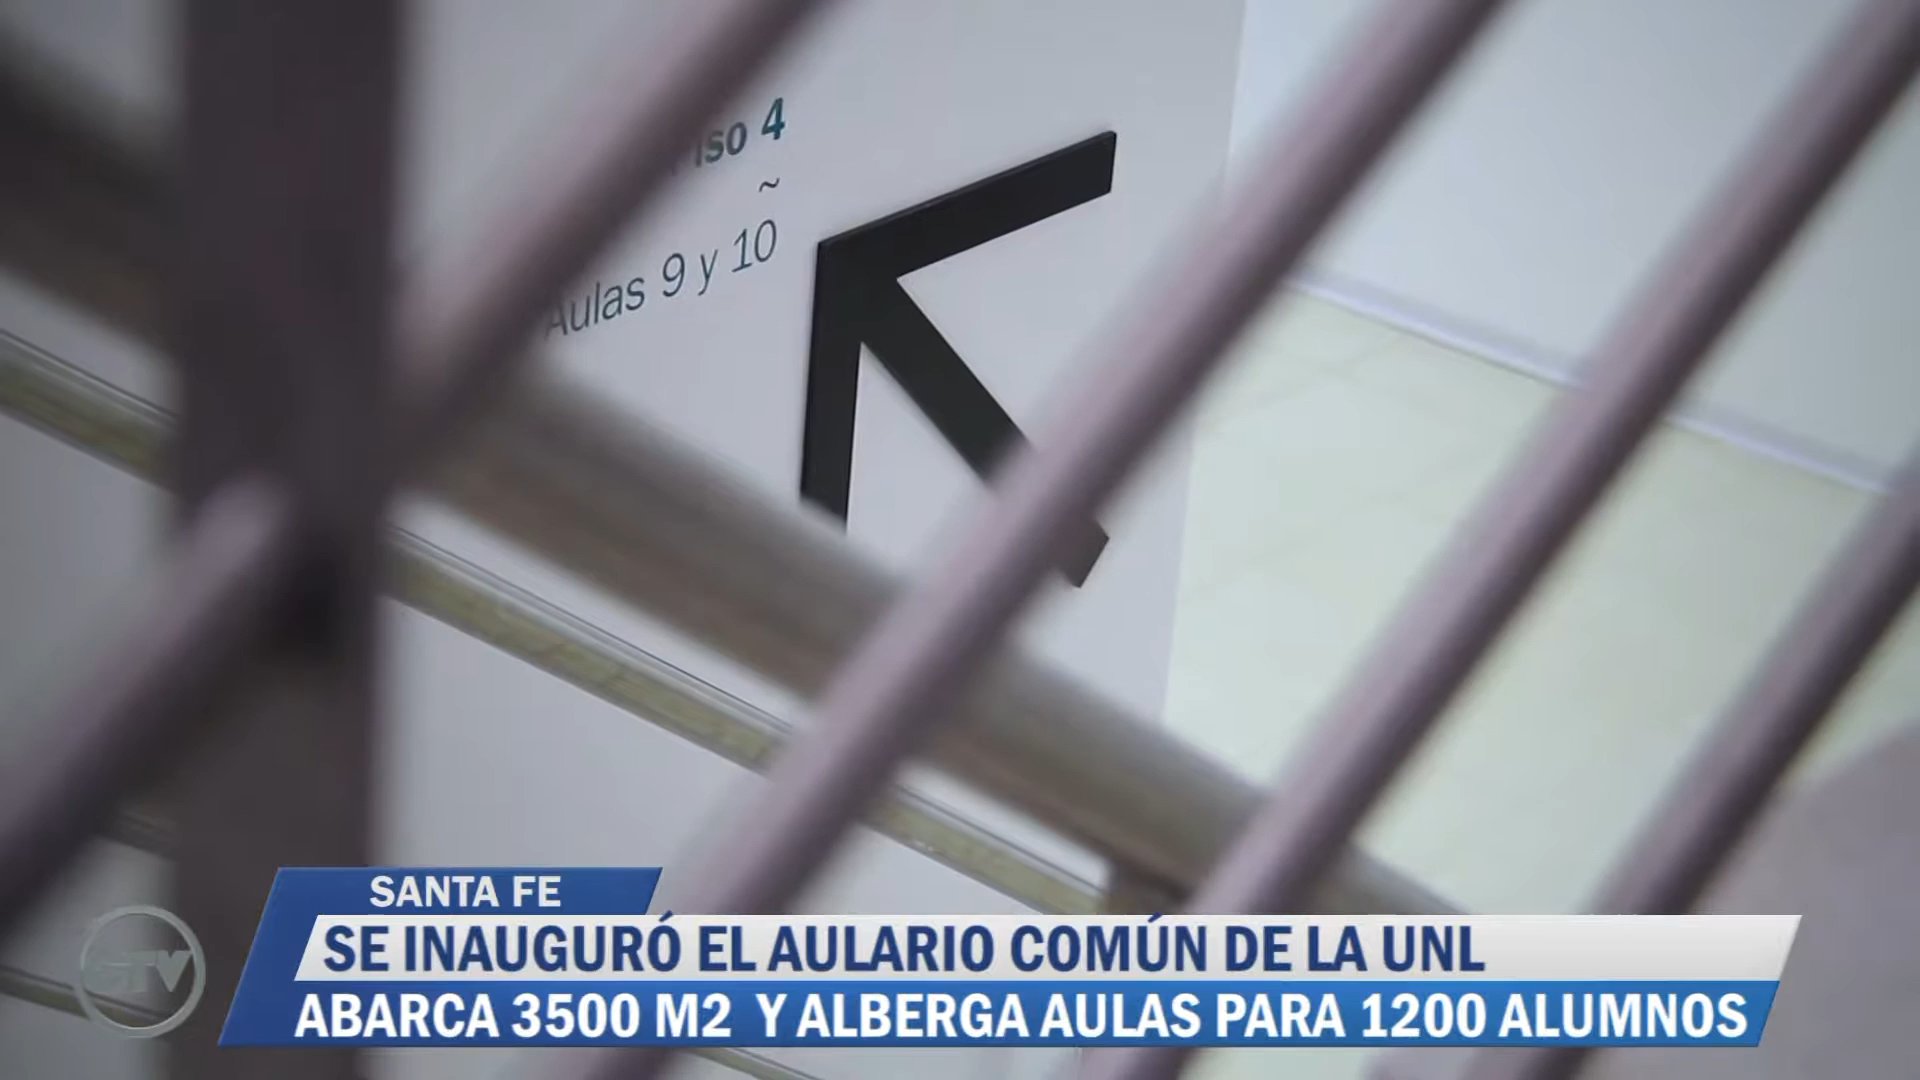 iso 4
~
Aulas 9 y 10
SANTA FE
SE INAUGURÓ EL AULARIO COMÚN DE LA UNL
ABARCA 3500 M2 Y ALBERGA AULAS PARA 1200 ALUMNOS